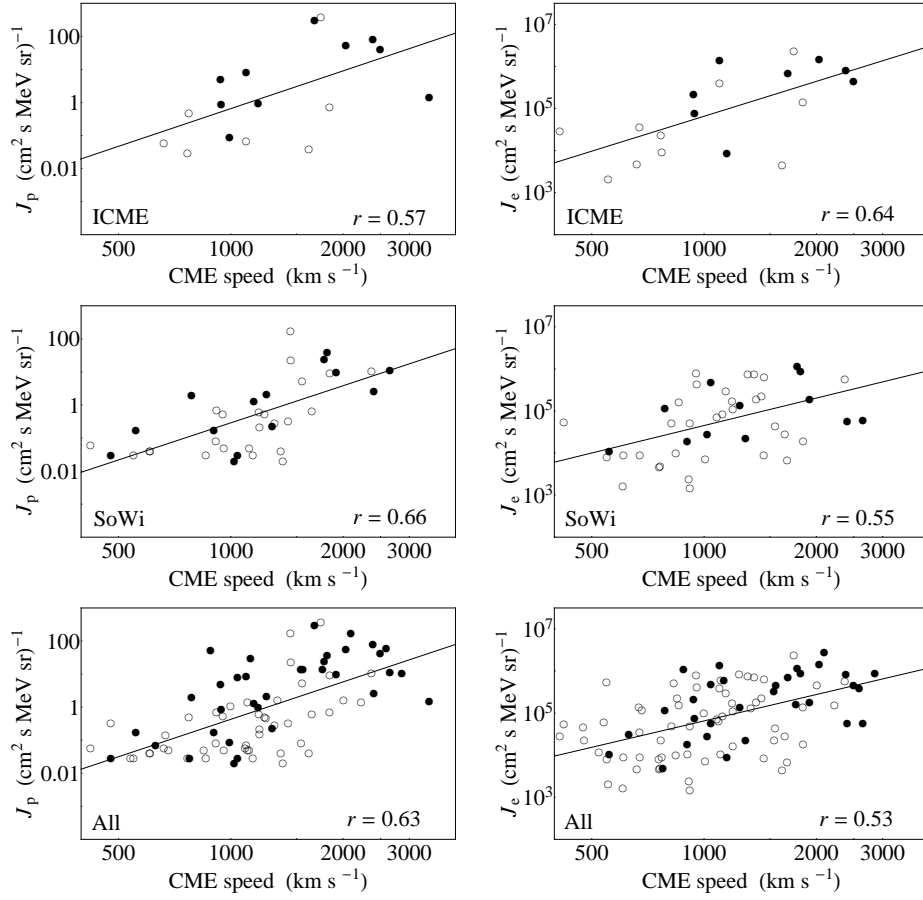 J_p (cm² s MeV sr)⁻¹
100
1
0.01
ICME
r = 0.57
500 1000 2000 3000
CME speed (km s⁻¹)
J_e (cm² s MeV sr)⁻¹
10⁷
10⁵
10³
ICME
r = 0.64
500 1000 2000 3000
CME speed (km s⁻¹)
J_p (cm² s MeV sr)⁻¹
100
1
0.01
SoWi
r = 0.66
500 1000 2000 3000
CME speed (km s⁻¹)
J_e (cm² s MeV sr)⁻¹
10⁷
10⁵
10³
SoWi
r = 0.55
500 1000 2000 3000
CME speed (km s⁻¹)
J_p (cm² s MeV sr)⁻¹
100
1
0.01
All
r = 0.63
500 1000 2000 3000
CME speed (km s⁻¹)
J_e (cm² s MeV sr)⁻¹
10⁷
10⁵
10³
All
r = 0.53
500 1000 2000 3000
CME speed (km s⁻¹)